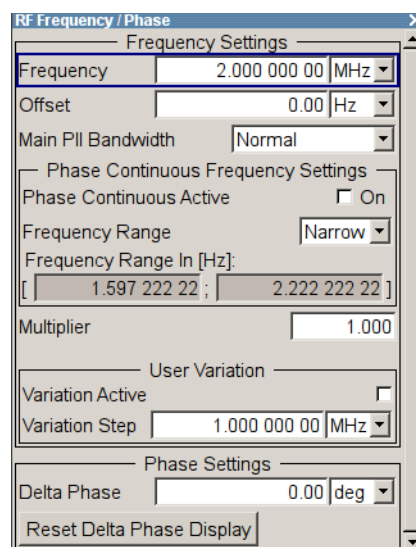 RF Frequency / Phase
Frequency Settings
Frequency 2.000 000 00 MHz
Offset 0.00 Hz
Main Pll Bandwidth Normal
Phase Continuous Frequency Settings
Phase Continuous Active On
Frequency Range Narrow
Frequency Range In [Hz]:
[ 1.597 222 22 ; 2.222 222 22 ]
Multiplier 1.000
User Variation
Variation Active
Variation Step 1.000 000 00 MHz
Phase Settings
Delta Phase 0.00 deg
Reset Delta Phase Display